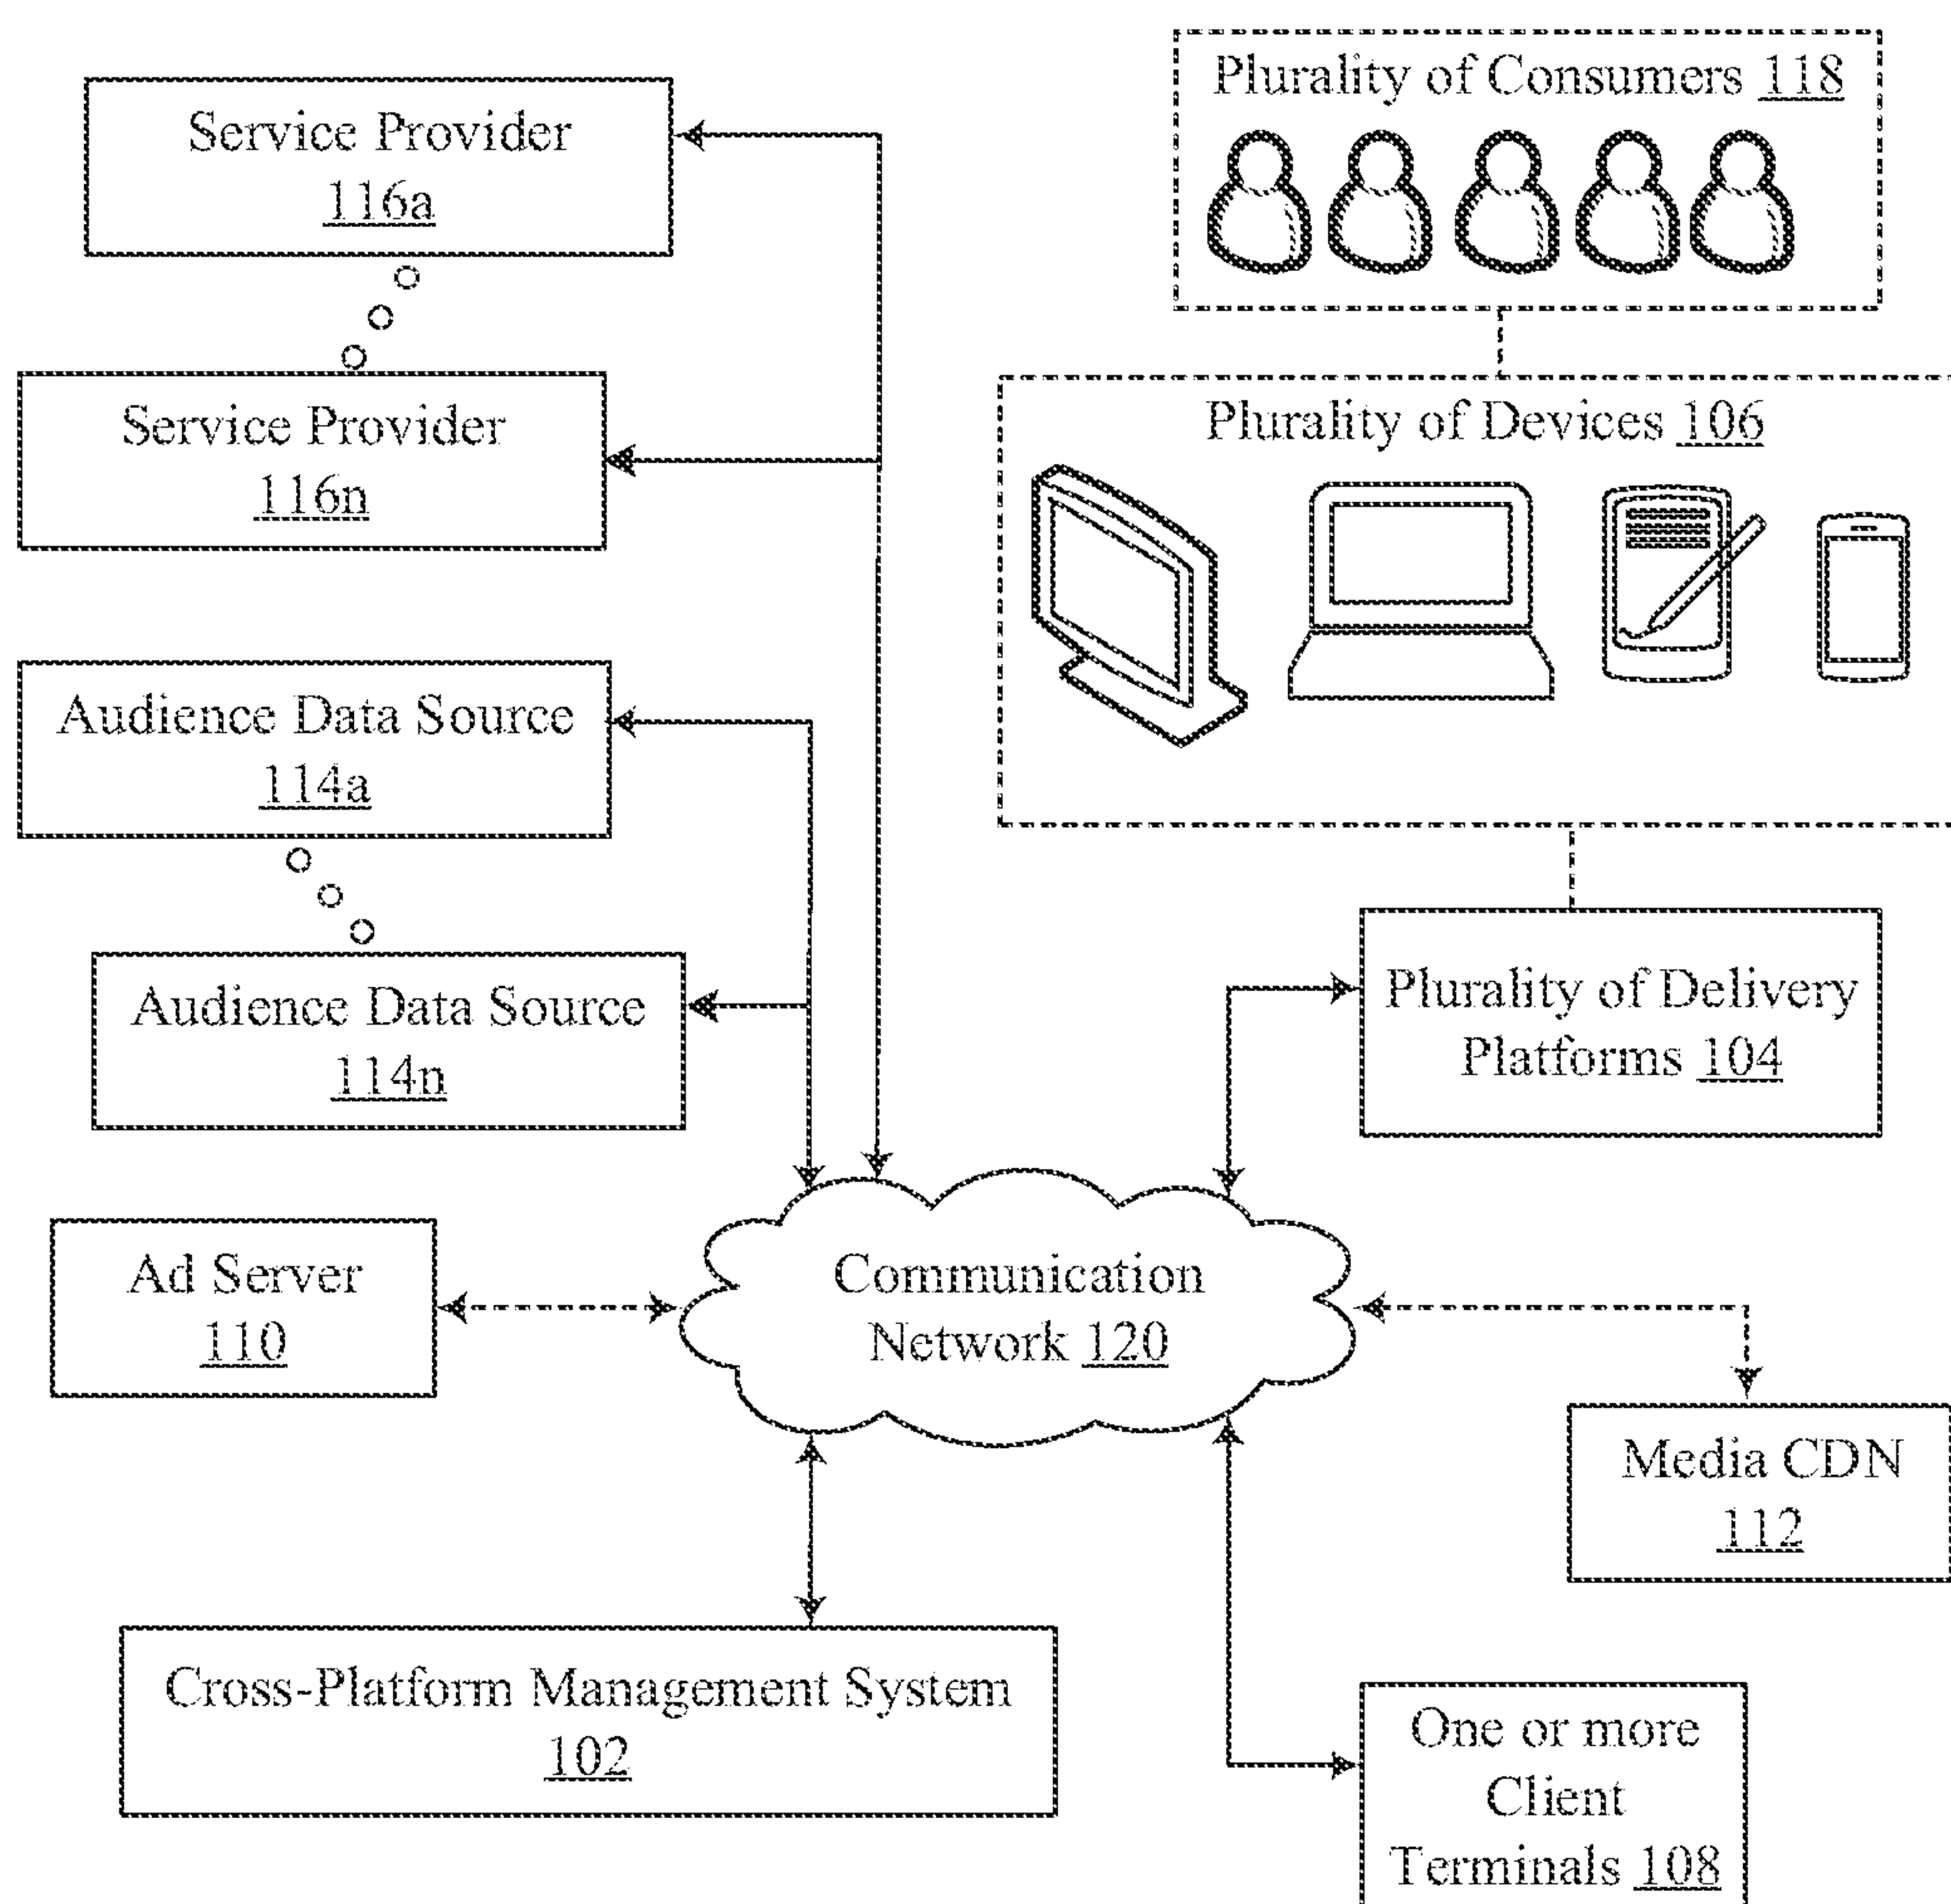 Service Provider
116a
Service Provider
116n
Audience Data Source
114a
Audience Data Source
114n
Plurality of Consumers 118
Plurality of Devices 106
Plurality of Delivery
Platforms 104
Ad Server
110
Communication
Network 120
Media CDN
112
Cross-Platform Management System
102
One or more
Client
Terminals 108